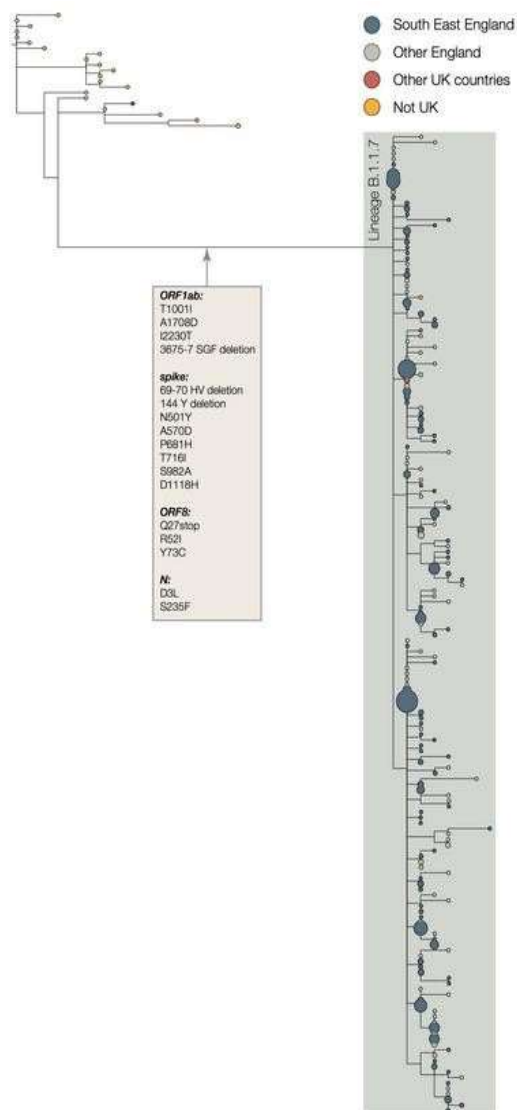 South East England
Other England
Other UK countries
Not UK
Lineage B.1.1.7
ORF1ab:
T1001I
A1708D
I2230T
3675-7 SGF deletion
spike:
69-70 HV deletion
144 Y deletion
N501Y
A570D
P681H
T716I
S982A
D1118H
ORF8:
Q27stop
R52I
Y73C
N:
D3L
S235F